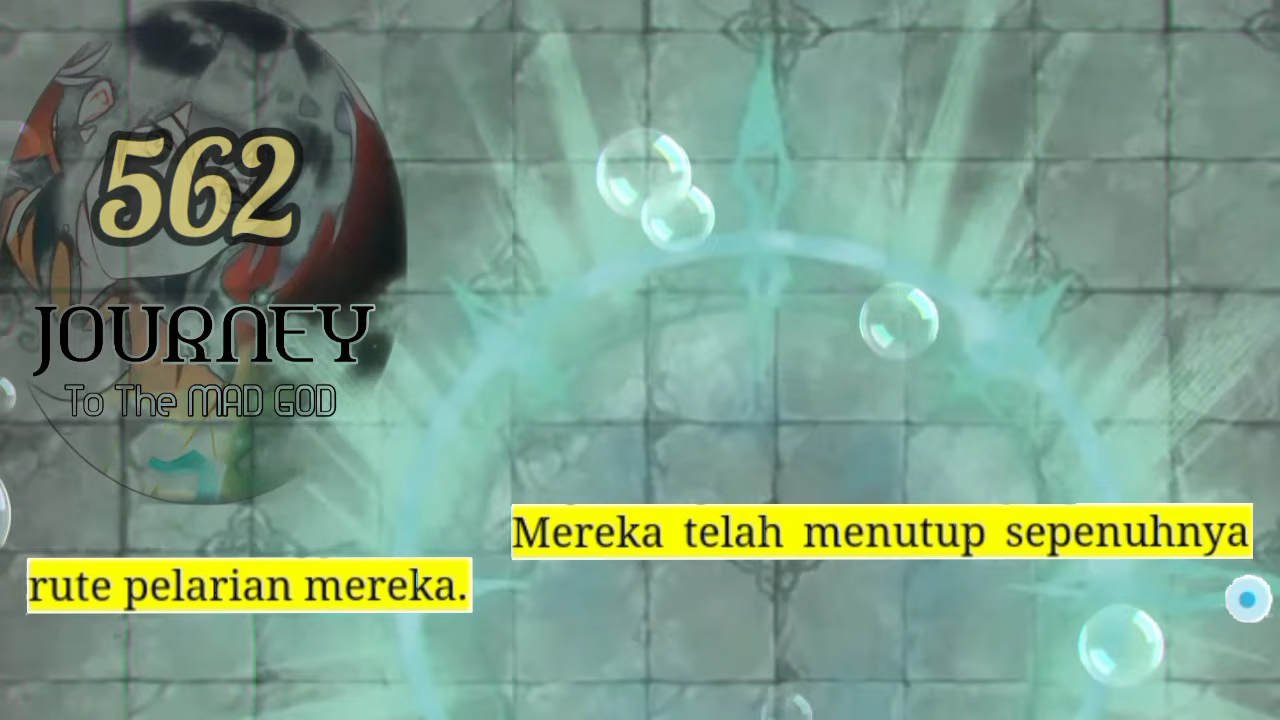 562
JOURNEY
To The MAD GOD
Mereka telah menutup sepenuhnya
rute pelarian mereka.